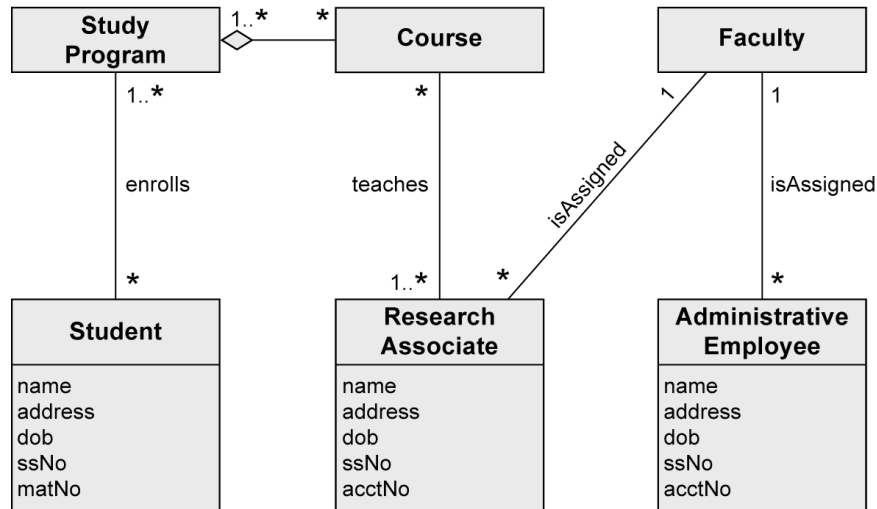 Study
Program
1..*
*
Course
Faculty
1..*
*
1
1
enrolls
teaches
isAssigned
isAssigned
*
1..*
*
*
Student
Research
Associate
Administrative
Employee
name
address
dob
ssNo
matNo
name
address
dob
ssNo
acctNo
name
address
dob
ssNo
acctNo